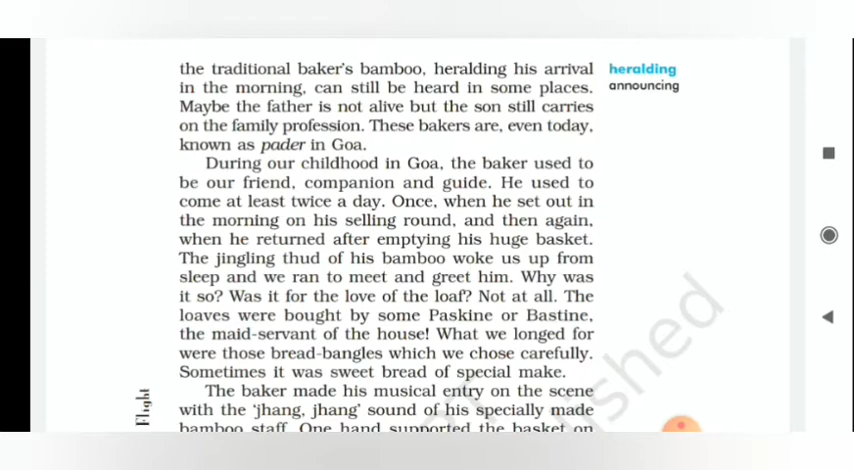 the traditional baker's bamboo, heralding his arrival
in the morning, can still be heard in some places.
Maybe the father is not alive but the son still carries
on the family profession. These bakers are, even today,
known as pader in Goa.
During our childhood in Goa, the baker used to
be our friend, companion and guide. He used to
come at least twice a day. Once, when he set out in
the morning on his selling round, and then again,
when he returned after emptying his huge basket.
The jingling thud of his bamboo woke us up from
sleep and we ran to meet and greet him. Why was
it so? Was it for the love of the loaf? Not at all. The
loaves were bought by some Paskine or Bastine,
the maid-servant of the house! What we longed for
were those bread-bangles which we chose carefully.
Sometimes it was sweet bread of special make.
The baker made his musical entry on the scene
with the 'jhang, jhang' sound of his specially made
bamboo staff. One hand supported the basket on
heralding
announcing
Flight